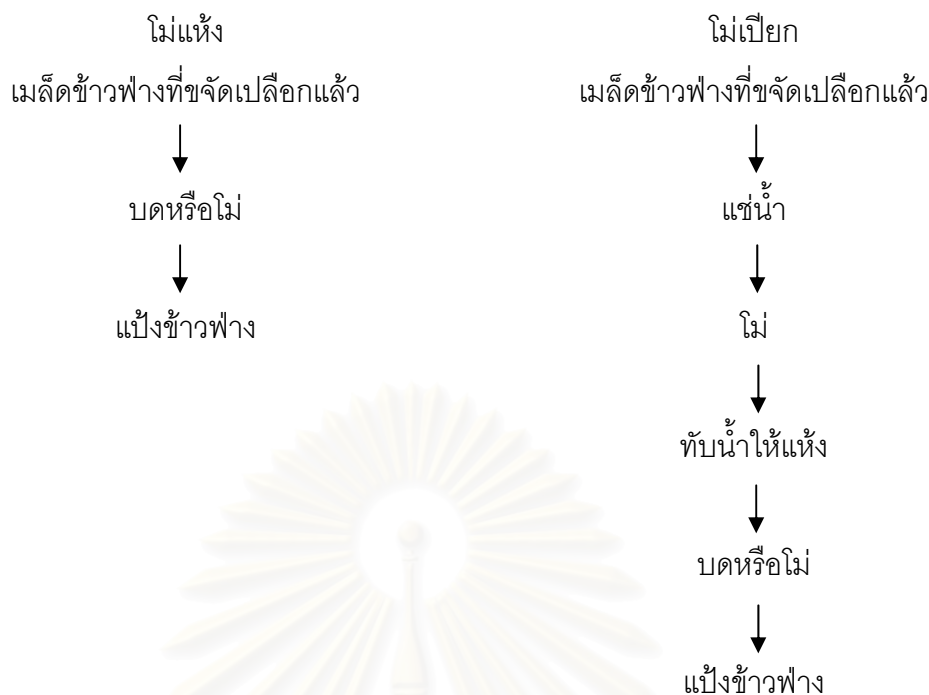 โม่แห้ง
เมล็ดข้าวฟ่างที่ขจัดเปลือกแล้ว
บดหรือโม่
แป้งข้าวฟ่าง
โม่เปียก
เมล็ดข้าวฟ่างที่ขจัดเปลือกแล้ว
แช่น้ำ
โม่
ทับน้ำให้แห้ง
บดหรือโม่
แป้งข้าวฟ่าง